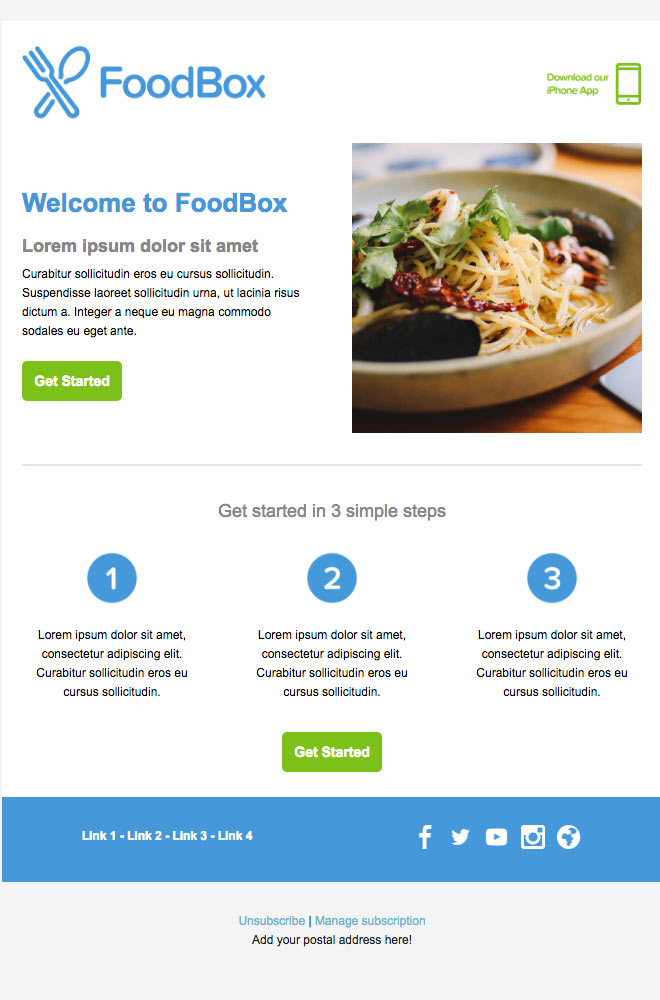 FoodBox
Download our
iPhone App
Welcome to FoodBox
Lorem ipsum dolor sit amet
Curabitur sollicitudin eros eu cursus sollicitudin.
Suspendisse laoreet sollicitudin urna, ut lacinia risus
dictum a. Integer a neque eu magna commodo
sodales eu eget ante.
Get Started
Get started in 3 simple steps
1
Lorem ipsum dolor sit amet,
consectetur adipiscing elit.
Curabitur sollicitudin eros eu
cursus sollicitudin.
2
Lorem ipsum dolor sit amet,
consectetur adipiscing elit.
Curabitur sollicitudin eros eu
cursus sollicitudin.
3
Lorem ipsum dolor sit amet,
consectetur adipiscing elit.
Curabitur sollicitudin eros eu
cursus sollicitudin.
Get Started
Link 1 - Link 2 - Link 3 - Link 4
Unsubscribe | Manage subscription
Add your postal address here!